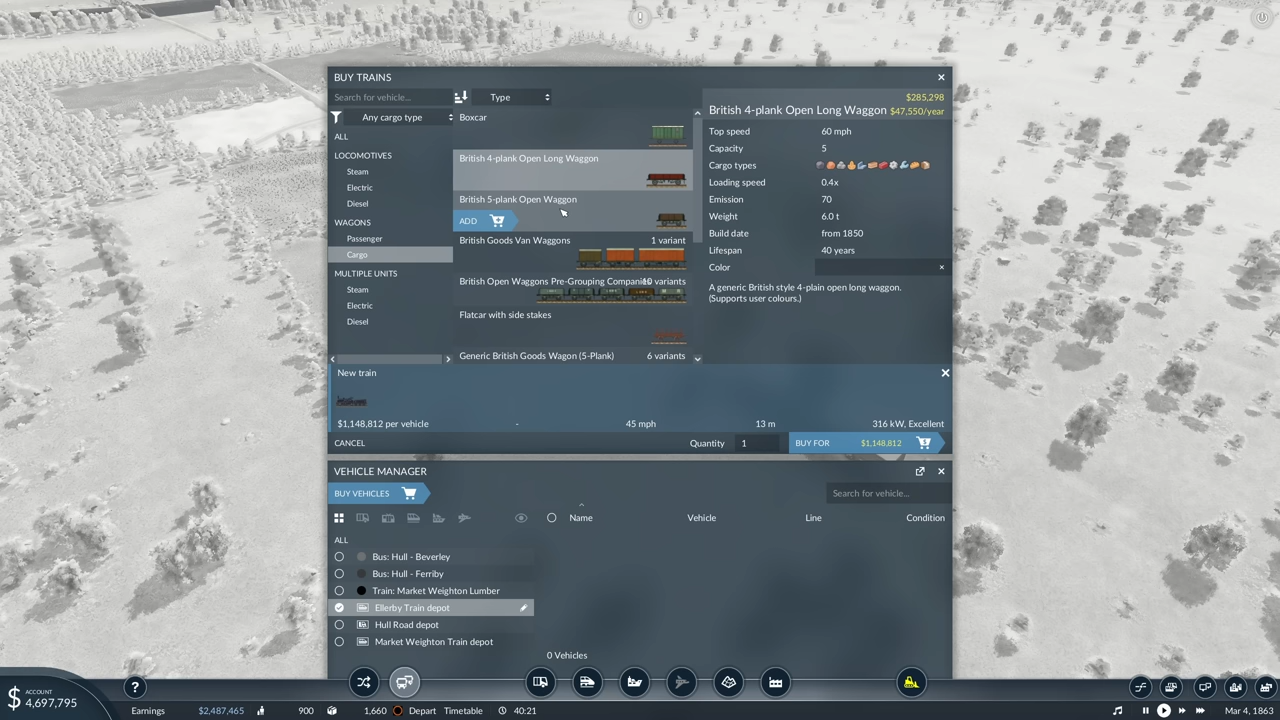 BUY TRAINS
Search for vehicle...
Type
Any cargo type
ALL
LOCOMOTIVES
Steam
Electric
Diesel
WAGONS
Passenger
Cargo
MULTIPLE UNITS
Steam
Electric
Diesel
Boxcar
British 4-plank Open Long Waggon
British 5-plank Open Waggon
ADD
British Goods Van Waggons 1 variant
British Open Waggons Pre-Grouping Companies variants
Flatcar with side stakes
Generic British Goods Wagon (5-Plank) 6 variants
$285,298
British 4-plank Open Long Waggon $47,550/year
Top speed 60 mph
Capacity 5
Cargo types
Loading speed 0.4x
Emission 70
Weight 6.0 t
Build date from 1850
Lifespan 40 years
Color
A generic British style 4-plain open long waggon.
(Supports user colours.)
New train
$1,148,812 per vehicle - 45 mph 13 m 316 kW, Excellent
CANCEL Quantity 1 BUY FOR $1,148,812
VEHICLE MANAGER
BUY VEHICLES
Search for vehicle...
Name Vehicle Line Condition
ALL
Bus: Hull - Beverley
Bus: Hull - Ferriby
Train: Market Weighton Lumber
Ellerby Train depot
Hull Road depot
Market Weighton Train depot
0 Vehicles
$ ACCOUNT
4,697,795
?
Earnings $2,487,465 900 1,660 Depart Timetable 40:21 Mar 4, 1863